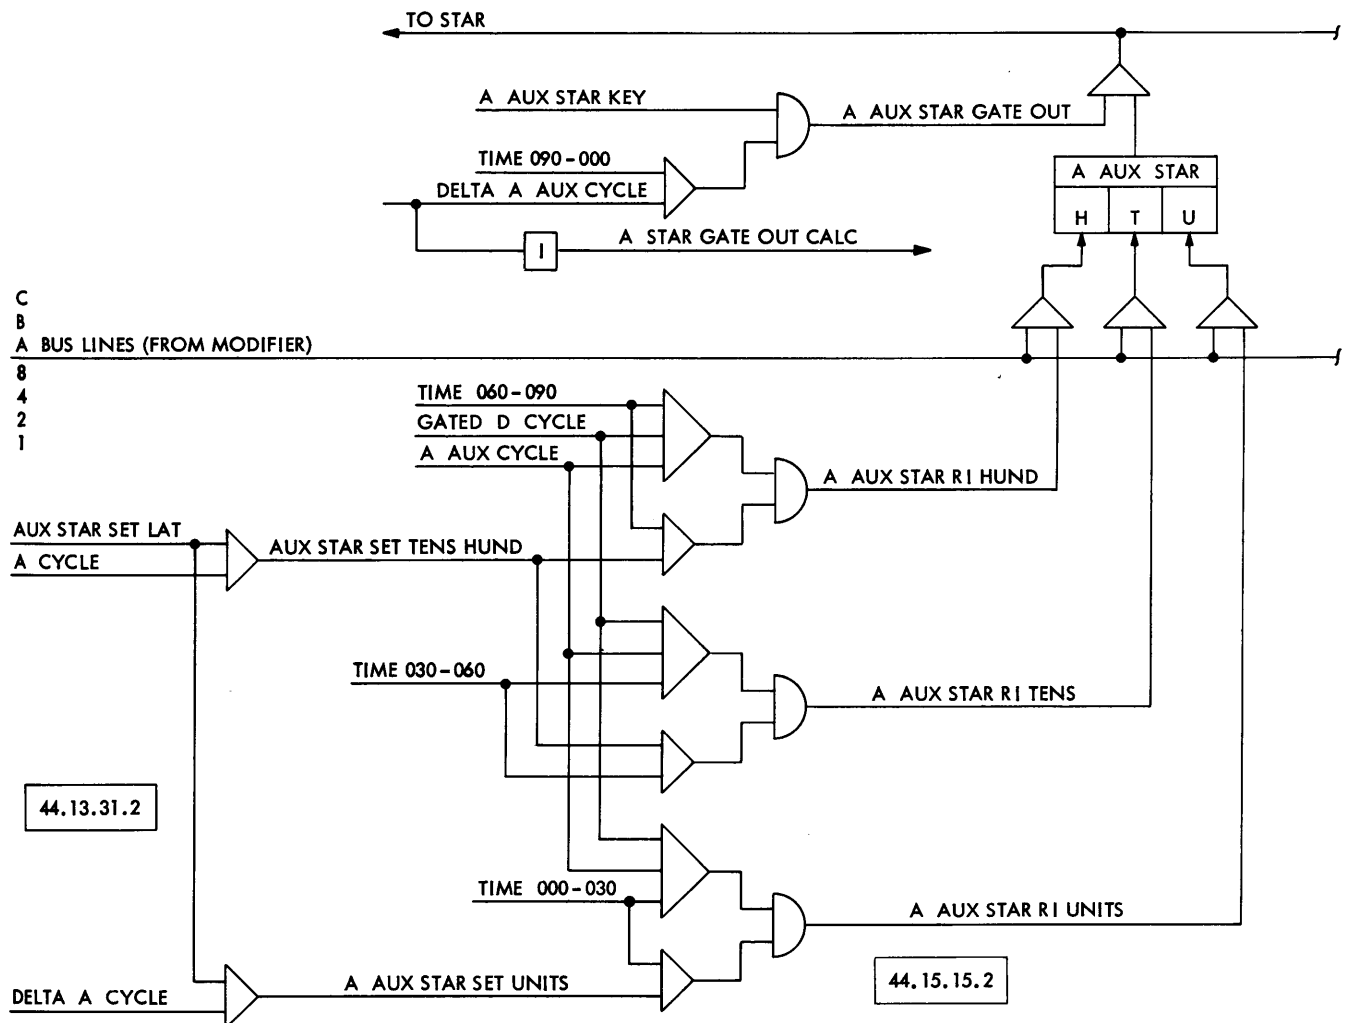 TO STAR
A AUX STAR KEY
A AUX STAR GATE OUT
TIME 090-000
DELTA A AUX CYCLE
A STAR GATE OUT CALC
I
A AUX STAR
H T U
C
B
A BUS LINES (FROM MODIFIER)
8
4
2
1
TIME 060-090
GATED D CYCLE
A AUX CYCLE
A AUX STAR RI HUND
AUX STAR SET LAT
A CYCLE
AUX STAR SET TENS HUND
TIME 030-060
A AUX STAR RI TENS
44.13.31.2
TIME 000-030
A AUX STAR RI UNITS
DELTA A CYCLE
A AUX STAR SET UNITS
44.15.15.2